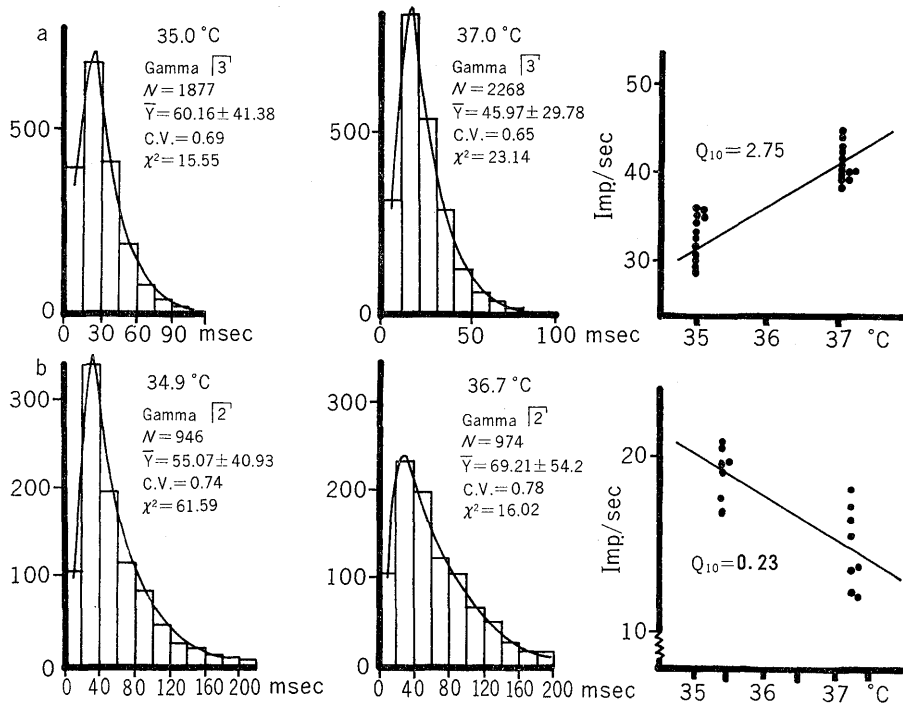 a
35.0 °C
Gamma 3
N = 1877
Y̅ = 60.16 ± 41.38
C.V. = 0.69
χ² = 15.55
500
0
0 30 60 90 msec
37.0 °C
Gamma 3
N = 2268
Y̅ = 45.97 ± 29.78
C.V. = 0.65
χ² = 23.14
500
0
0 50 100 msec
Imp/sec
50
40
30
Q₁₀ = 2.75
35 36 37 °C
b
34.9 °C
Gamma 2
N = 946
Y̅ = 55.07 ± 40.93
C.V. = 0.74
χ² = 61.59
300
200
100
0
0 40 80 120 160 200 msec
36.7 °C
Gamma 2
N = 974
Y̅ = 69.21 ± 54.2
C.V. = 0.78
χ² = 16.02
300
200
100
0
0 40 80 120 160 200 msec
Imp/sec
20
10
Q₁₀ = 0.23
35 36 37 °C